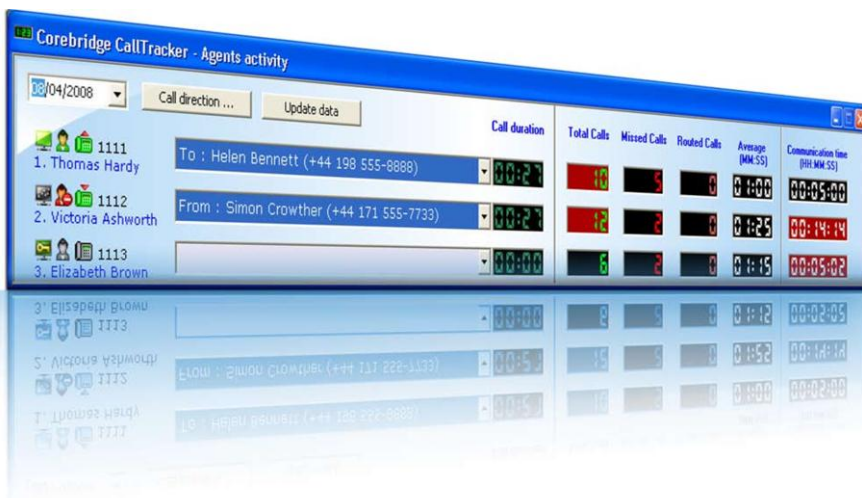 Corebridge CallTracker - Agents activity
08/04/2008 Call direction ... Update data
Call duration Total Calls Missed Calls Routed Calls Average (MM:SS) Communication time (HH:MM:SS)
1111
1. Thomas Hardy To : Helen Bennett (+44 198 555-8888) 00:27 10 5 0 01:00 00:05:00
1112
2. Victoria Ashworth From : Simon Crowther (+44 171 555-7733) 00:27 12 2 0 01:25 00:14:14
1113
3. Elizabeth Brown 00:00 6 2 0 01:15 00:05:02